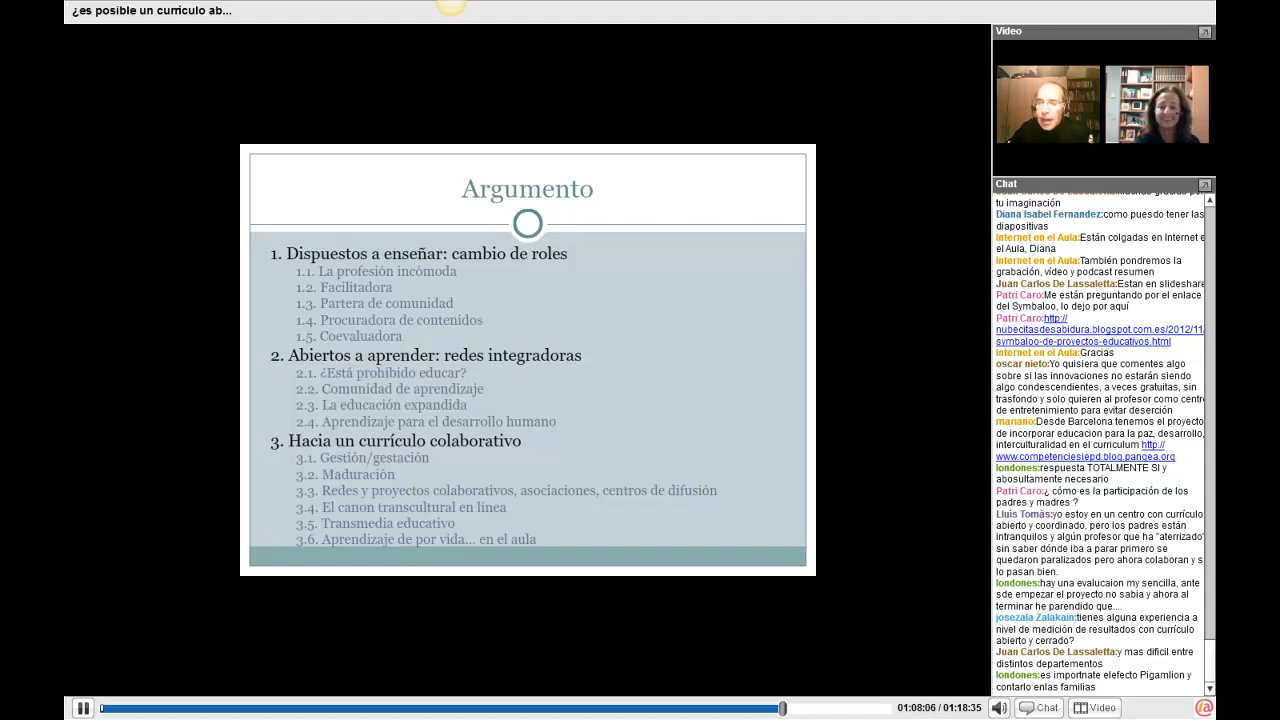 ¿es posible un curriculo ab...
Argumento
1. Dispuestos a enseñar: cambio de roles
1.1. La profesión incómoda
1.2. Facilitadora
1.3. Partera de comunidad
1.4. Procuradora de contenidos
1.5. Coevaluadora
2. Abiertos a aprender: redes integradoras
2.1. ¿Está prohibido educar?
2.2. Comunidad de aprendizaje
2.3. La educación expandida
2.4. Aprendizaje para el desarrollo humano
3. Hacia un currículo colaborativo
3.1. Gestión/gestación
3.2. Maduración
3.3. Redes y proyectos colaborativos, asociaciones, centros de difusión
3.4. El canon transcultural en línea
3.5. Transmedia educativo
3.6. Aprendizaje de por vida... en el aula
Video
Chat
tu imaginación
Diana Isabel Fernandez:como puesdo tener las
diapositivas
Internet en el Aula:Están colgadas en Internet e
el Aula, Diana
Internet en el Aula:También pondremos la
grabación, vídeo y podcast resumen
Juan Carlos De Lassaletta:Estan en slideshare
Patri Caro:Me están preguntando por el enlace
del Symbaloo, lo dejo por aquí
Patri Caro:http://
nubecitasdesabidura.blogspot.com.es/2012/11/
symbaloo-de-proyectos-educativos.html
Internet en el Aula:Gracias
oscar nieto:Yo quisiera que comentes algo
sobre si las innovaciones no estarán siendo
algo condescendientes, a veces gratuitas, sin
trasfondo y solo quieren al profesor como centro
de entretenimiento para evitar deserción
mariano:Desde Barcelona tenemos el proyecto
de incorporar educacion para la paz, desarrollo,
interculturalidad en el curriculum http://
www.competenciesiepd.blog.pangea.org
londones:respuesta TOTALMENTE SI y
abosultamente necesario
Patri Caro:¿ cómo es la participación de los
padres y madres ?
Lluís Tomàs:yo estoy en un centro con currículo
abierto y coordinado, pero los padres están
intranquilos y algún profesor que ha "aterrizado"
sin saber dónde iba a parar primero se
quedaron paralizados pero ahora colaboran y s
lo pasan bien.
londones:hay una evalucaion my sencilla, ante
sde empezar el proyecto no sabia y ahora al
terminar he parendido que....
josezala Zalakain:tienes alguna experiencia a
nivel de medición de resultados con currículo
abierto y cerrado?
Juan Carlos De Lassaletta:y mas dificil entre
distintos departementos
londones:es importnate elefecto Pigamlion y
contarlo enlas familias
01:08:06 / 01:18:35
Chat
Video